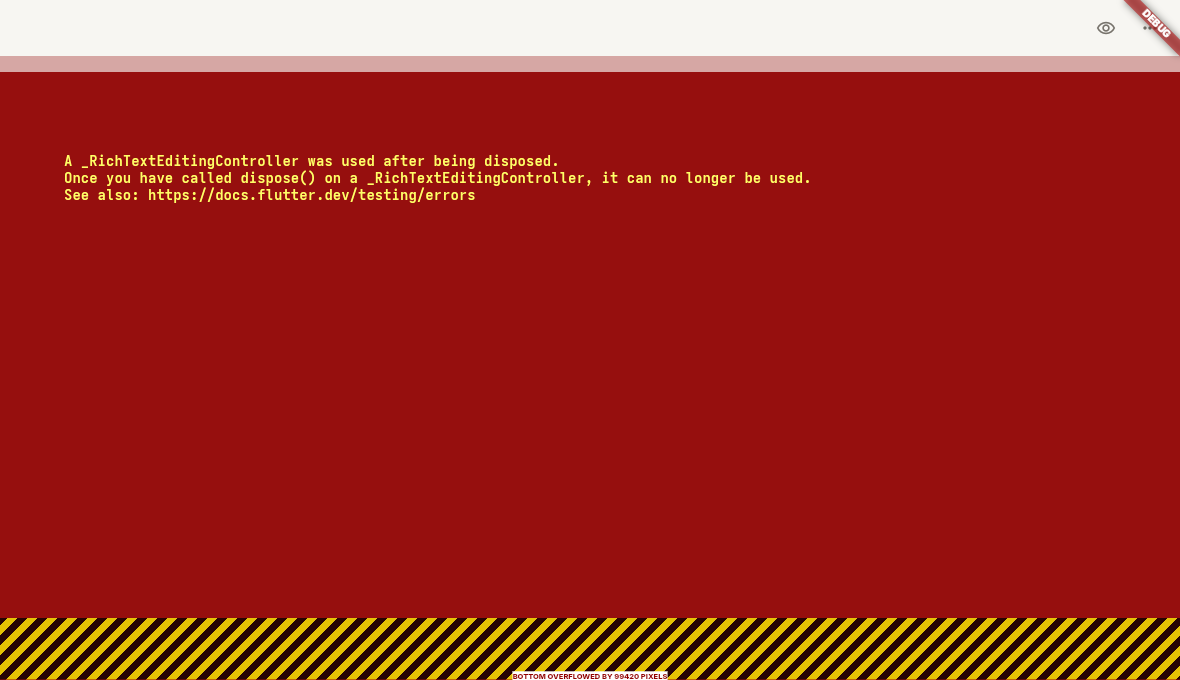 DEBUG
A _RichTextEditingController was used after being disposed.
Once you have called dispose() on a _RichTextEditingController, it can no longer be used.
See also: https://docs.flutter.dev/testing/errors
BOTTOM OVERFLOWED BY 99420 PIXELS